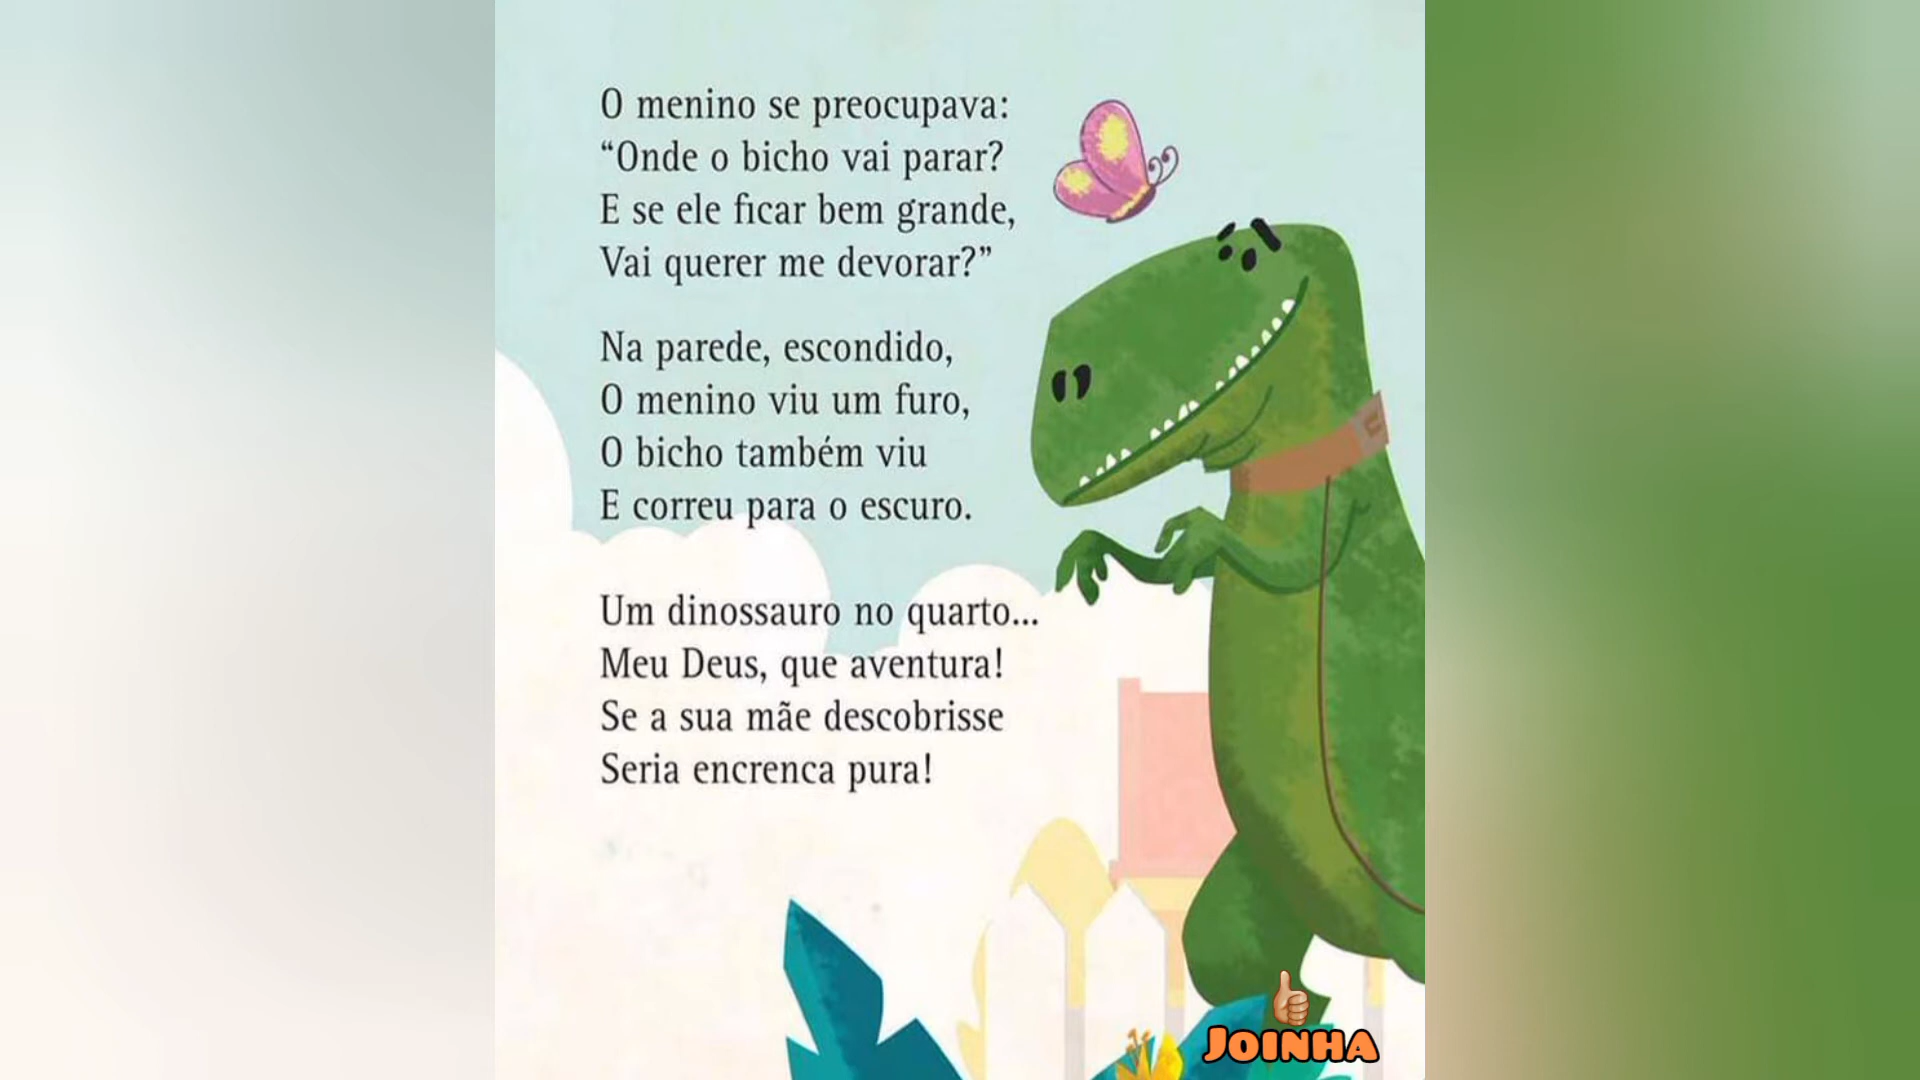 O menino se preocupava:
“Onde o bicho vai parar?
E se ele ficar bem grande,
Vai querer me devorar?”
Na parede, escondido,
O menino viu um furo,
O bicho também viu
E correu para o escuro.
Um dinossauro no quarto...
Meu Deus, que aventura!
Se a sua mãe descobrisse
Seria encrenca pura!
JOINHA